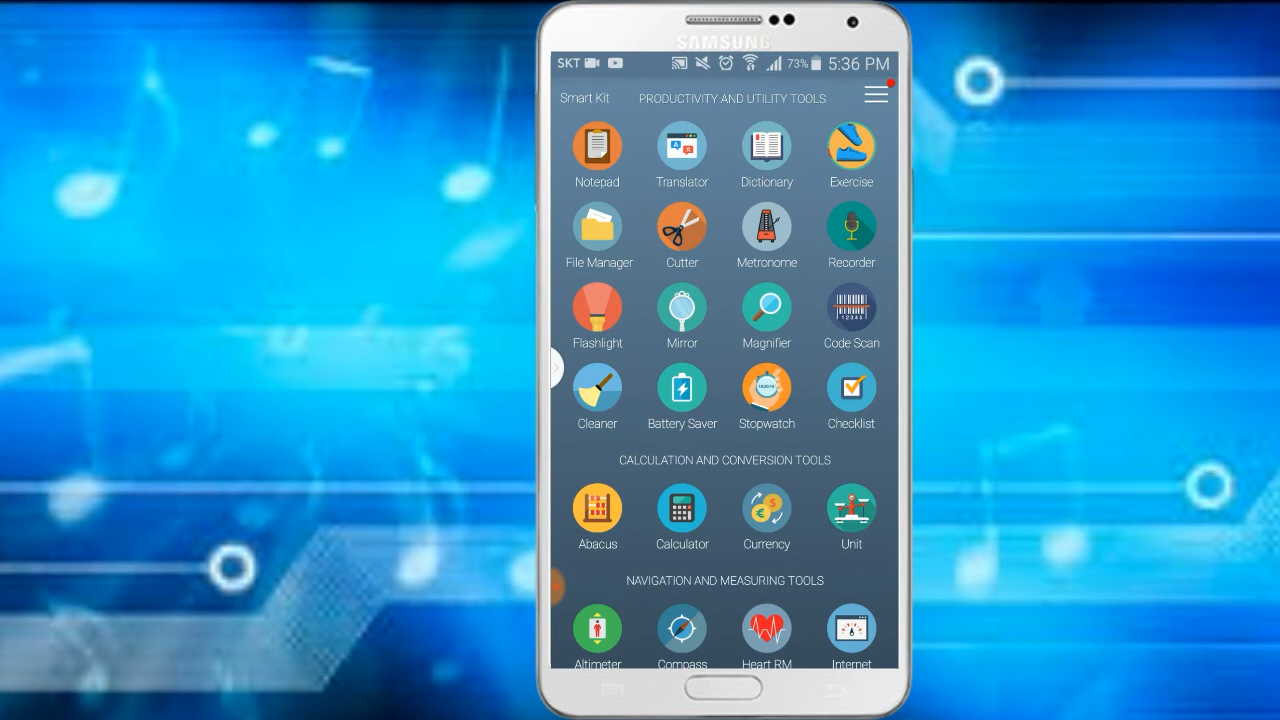 SAMSUNG
SKT 73% 5:36 PM
Smart Kit PRODUCTIVITY AND UTILITY TOOLS
Notepad Translator Dictionary Exercise
File Manager Cutter Metronome Recorder
12345
Flashlight Mirror Magnifier Code Scan
Cleaner Battery Saver Stopwatch Checklist
CALCULATION AND CONVERSION TOOLS
Abacus Calculator Currency Unit
NAVIGATION AND MEASURING TOOLS
Altimeter Compass Heart RM Internet